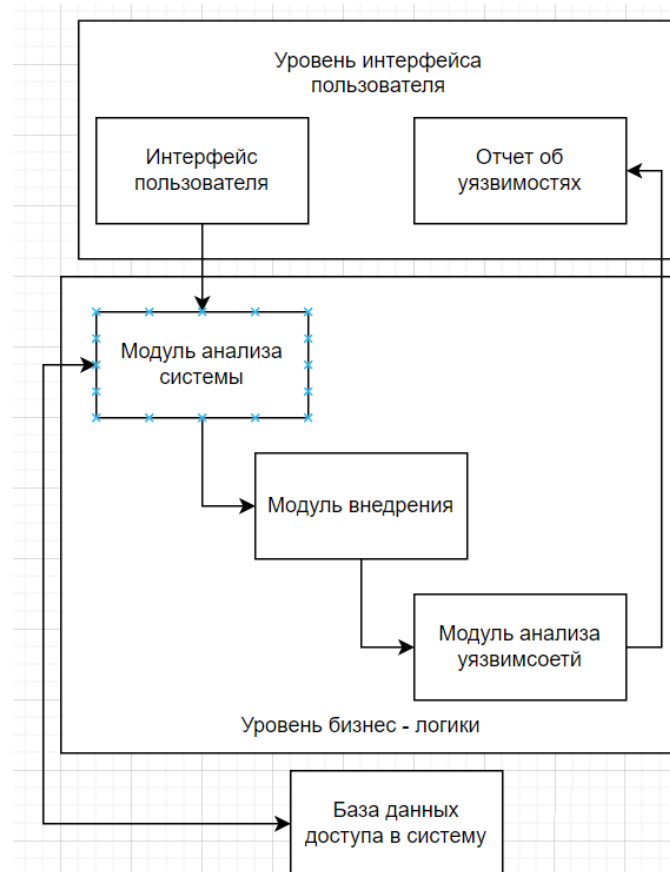 Уровень интерфейса
пользователя
Интерфейс
пользователя
Отчет об
уязвимостях
Модуль анализа
системы
Модуль внедрения
Модуль анализа
уязвимсоетй
Уровень бизнес - логики
База данных
доступа в систему